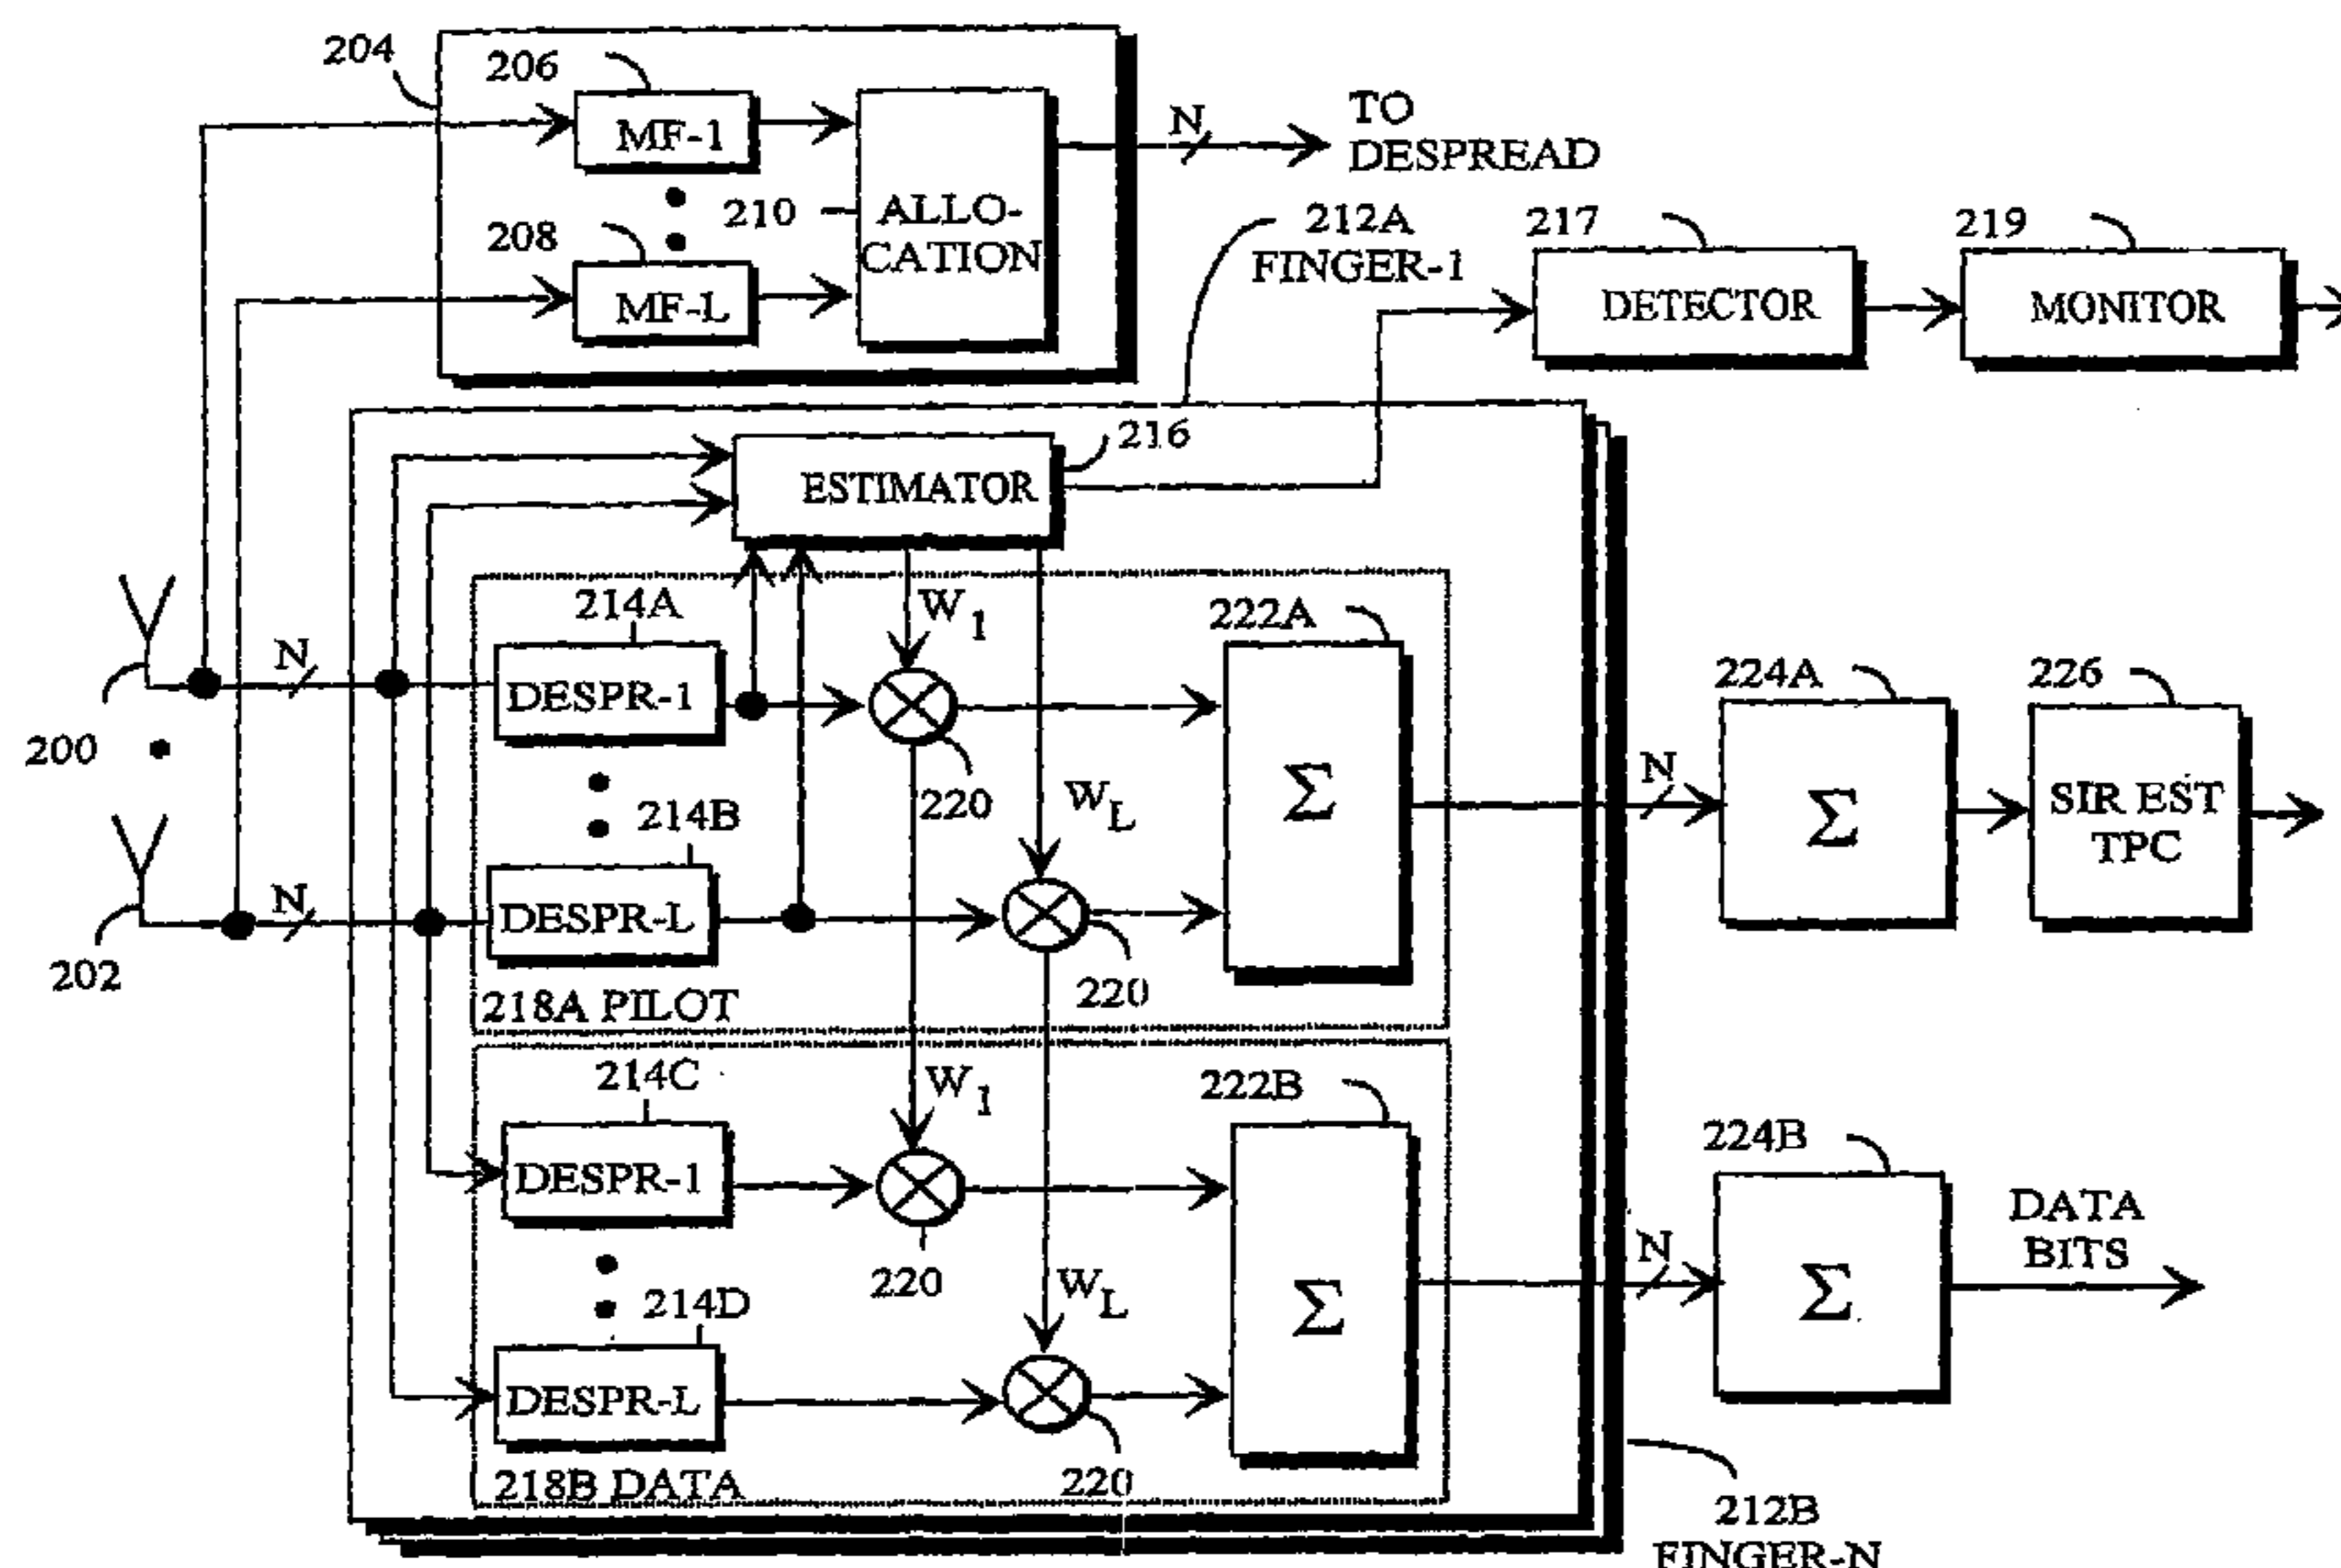 204
206
MF-1
208
MF-L
210
ALLO-
CATION
N
TO
DESPREAD
212A
FINGER-1
217
DETECTOR
219
MONITOR
216
ESTIMATOR
200
202
N
N
214A
DESPR-1
214B
DESPR-L
218A PILOT
W1
220
WL
220
222A
Σ
N
224A
Σ
226
SIR EST
TPC
214C
DESPR-1
214D
DESPR-L
218B DATA
W1
220
WL
220
222B
Σ
N
224B
Σ
DATA
BITS
212B
FINGER-N